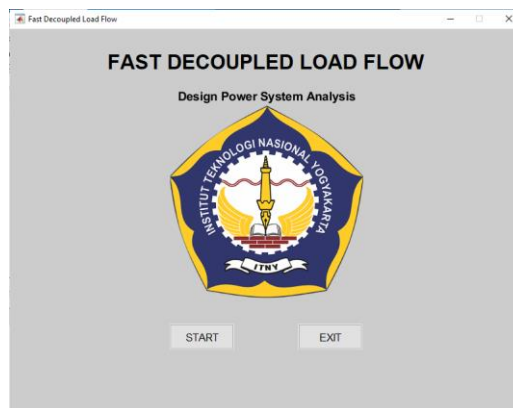 Fast Decoupled Load Flow
FAST DECOUPLED LOAD FLOW
Design Power System Analysis
INSTITUT TEKNOLOGI NASIONAL YOGYAKARTA
ITNY
START
EXIT